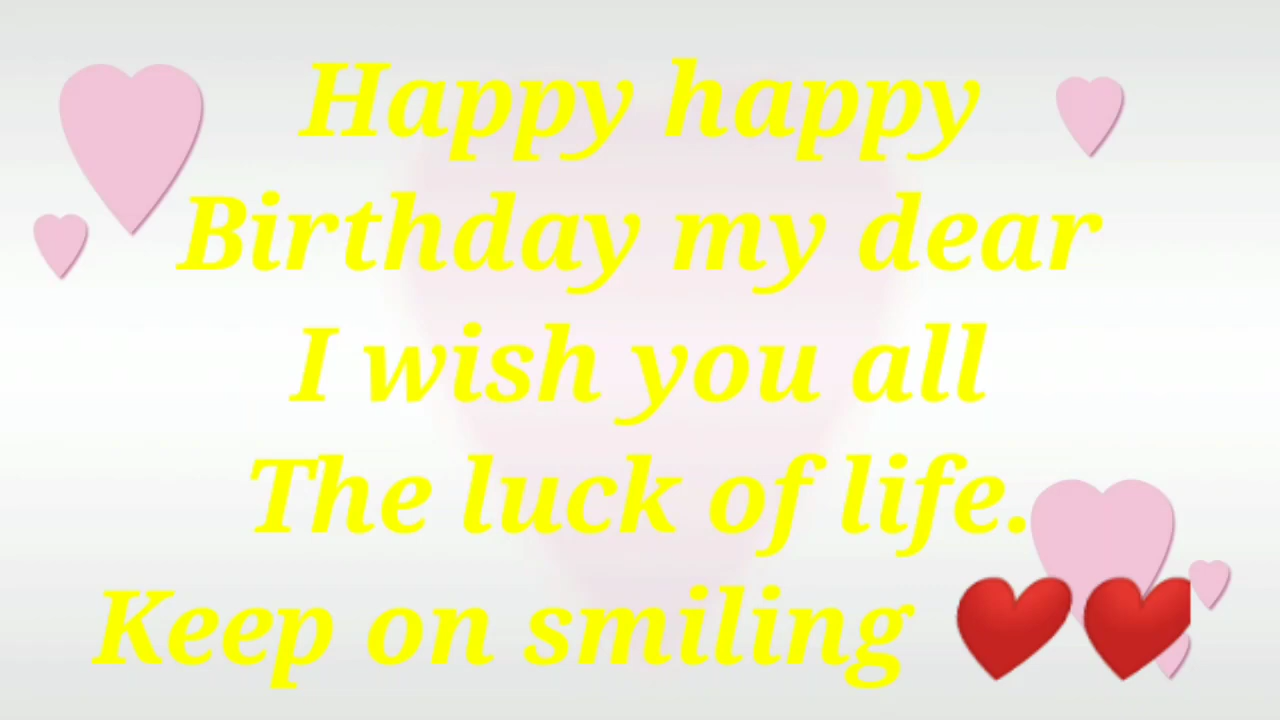 Happy happy
Birthday my dear
I wish you all
The luck of life.
Keep on smiling ❤️❤️